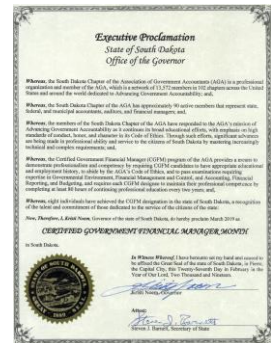 Executive Proclamation
State of South Dakota
Office of the Governor
Whereas, the South Dakota Chapter of the Association of Government Accountants (AGA) is a professional
organization and member of the AGA, which is a network of 13,572 members in 102 chapters across the United
States and around the world dedicated to Advancing Government Accountability; and,
Whereas, the South Dakota Chapter of the AGA has approximately 90 active members that represent state,
federal, and municipal accountants, auditors, and financial managers; and,
Whereas, the members of the South Dakota Chapter of the AGA have responded to the AGA's mission of
Advancing Government Accountability as it continues its broad educational efforts, with emphasis on high
standards of conduct, honor, and character in its Code of Ethics. Through such efforts, significant advances
are being made in professional ability and service to the citizens of South Dakota by mastering increasingly
technical and complex requirements; and,
Whereas, the Certified Government Financial Manager (CGFM) program of the AGA provides a means to
demonstrate professionalism and competency by requiring CGFM candidates to have appropriate educational
and employment history, to abide by the AGA's Code of Ethics, and to pass examinations requiring
expertise in Governmental Environment, Financial Management and Control, and Accounting, Financial
Reporting, and Budgeting, and requires each CGFM designee to maintain their professional competency by
completing at least 80 hours of continuing professional education every two years; and,
Whereas, eight individuals have achieved the CGFM designation in the state of South Dakota, a recognition
of the talent and commitment of those dedicated to the service of the citizens of the state:
Now, Therefore, I, Kristi Noem, Governor of the state of South Dakota, do hereby proclaim March 2019 as
CERTIFIED GOVERNMENT FINANCIAL MANAGER MONTH
in South Dakota.
In Witness Whereof, I have hereunto set my hand and caused to
be affixed the Great Seal of the state of South Dakota, in Pierre,
the Capital City, this Twenty-Seventh Day in February in the
Year of Our Lord, Two Thousand and Nineteen.
Kristi Noem, Governor
Attest:
Steven J. Barnett, Secretary of State